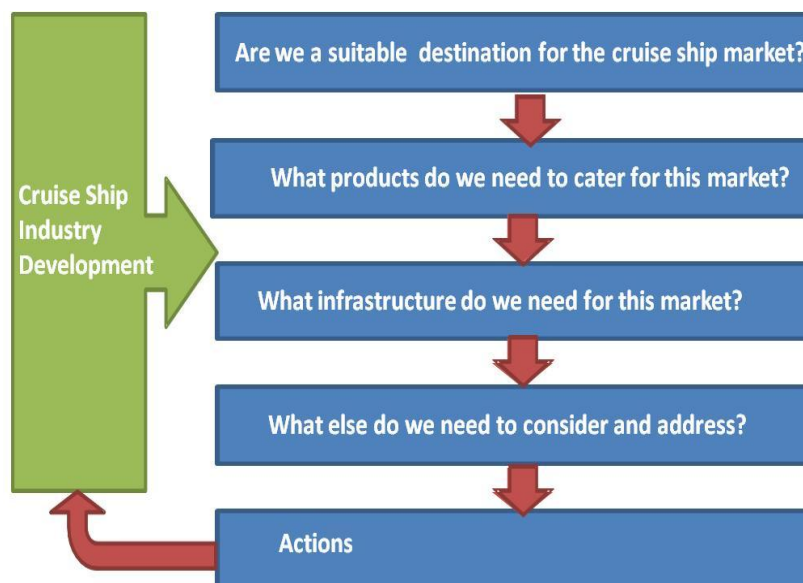 Are we a suitable destination for the cruise ship market?
What products do we need to cater for this market?
Cruise Ship
Industry
Development
What infrastructure do we need for this market?
What else do we need to consider and address?
Actions